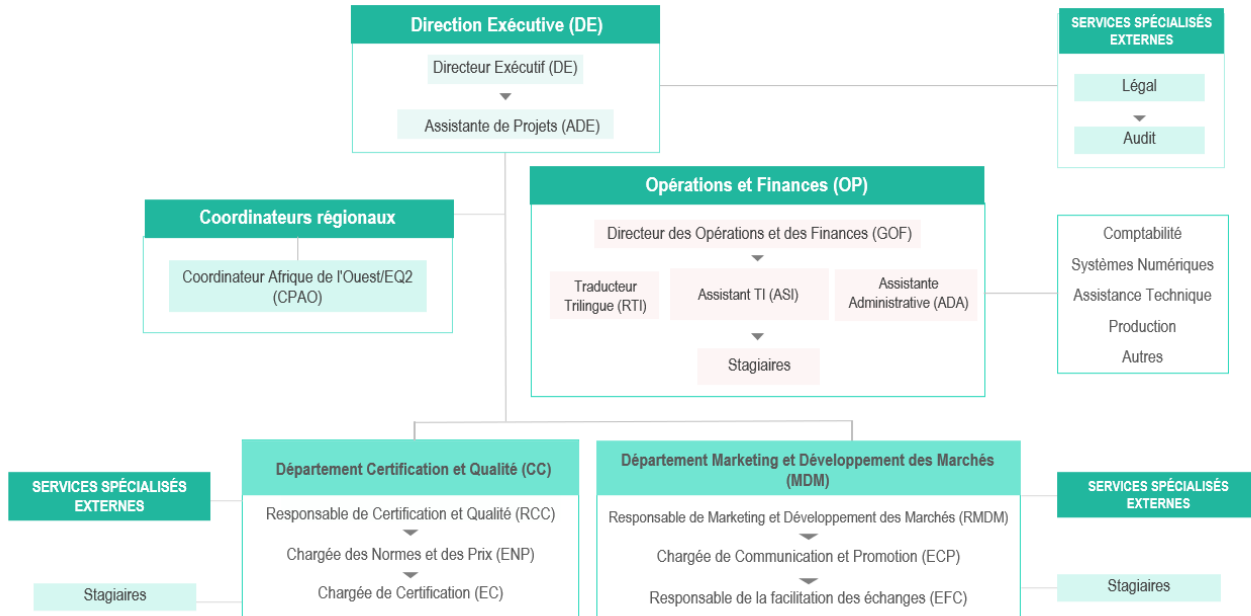 Direction Exécutive (DE)
Directeur Exécutif (DE)
Assistante de Projets (ADE)
SERVICES SPÉCIALISÉS
EXTERNES
Légal
Audit
Coordinateurs régionaux
Coordinateur Afrique de l'Ouest/EQ2
(CPAO)
Opérations et Finances (OP)
Directeur des Opérations et des Finances (GOF)
Traducteur
Trilingue (RTI)
Assistant TI (ASI)
Assistante
Administrative (ADA)
Stagiaires
Comptabilité
Systèmes Numériques
Assistance Technique
Production
Autres
SERVICES SPÉCIALISÉS
EXTERNES
Stagiaires
Département Certification et Qualité (CC)
Responsable de Certification et Qualité (RCC)
Chargée des Normes et des Prix (ENP)
Chargée de Certification (EC)
Département Marketing et Développement des Marchés
(MDM)
Responsable de Marketing et Développement des Marchés (RMDM)
Chargée de Communication et Promotion (ECP)
Responsable de la facilitation des échanges (EFC)
SERVICES SPÉCIALISÉS
EXTERNES
Stagiaires